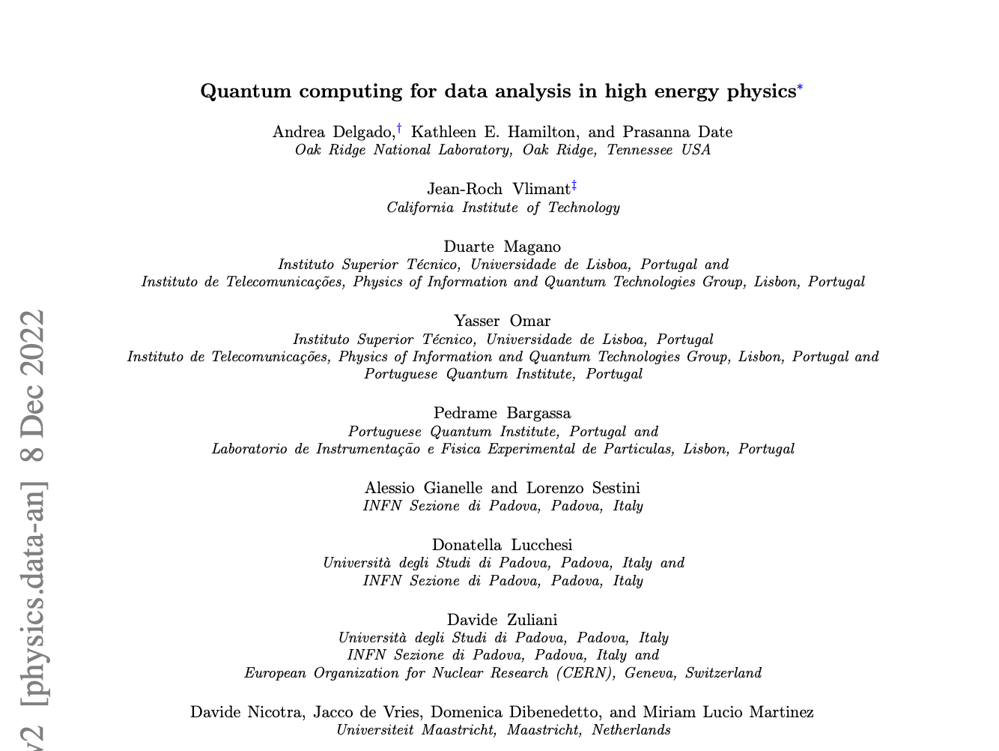 Quantum computing for data analysis in high energy physics*
Andrea Delgado,† Kathleen E. Hamilton, and Prasanna Date
Oak Ridge National Laboratory, Oak Ridge, Tennessee USA
Jean-Roch Vlimant‡
California Institute of Technology
Duarte Magano
Instituto Superior Técnico, Universidade de Lisboa, Portugal and
Instituto de Telecomunicações, Physics of Information and Quantum Technologies Group, Lisbon, Portugal
Yasser Omar
Instituto Superior Técnico, Universidade de Lisboa, Portugal
Instituto de Telecomunicações, Physics of Information and Quantum Technologies Group, Lisbon, Portugal and
Portuguese Quantum Institute, Portugal
Pedrame Bargassa
Portuguese Quantum Institute, Portugal and
Laboratorio de Instrumentaçāo e Fisica Experimental de Particulas, Lisbon, Portugal
Alessio Gianelle and Lorenzo Sestini
INFN Sezione di Padova, Padova, Italy
Donatella Lucchesi
Università degli Studi di Padova, Padova, Italy and
INFN Sezione di Padova, Padova, Italy
Davide Zuliani
Università degli Studi di Padova, Padova, Italy
INFN Sezione di Padova, Padova, Italy and
European Organization for Nuclear Research (CERN), Geneva, Switzerland
Davide Nicotra, Jacco de Vries, Domenica Dibenedetto, and Miriam Lucio Martinez
Universiteit Maastricht, Maastricht, Netherlands
v2 [physics.data-an] 8 Dec 2022